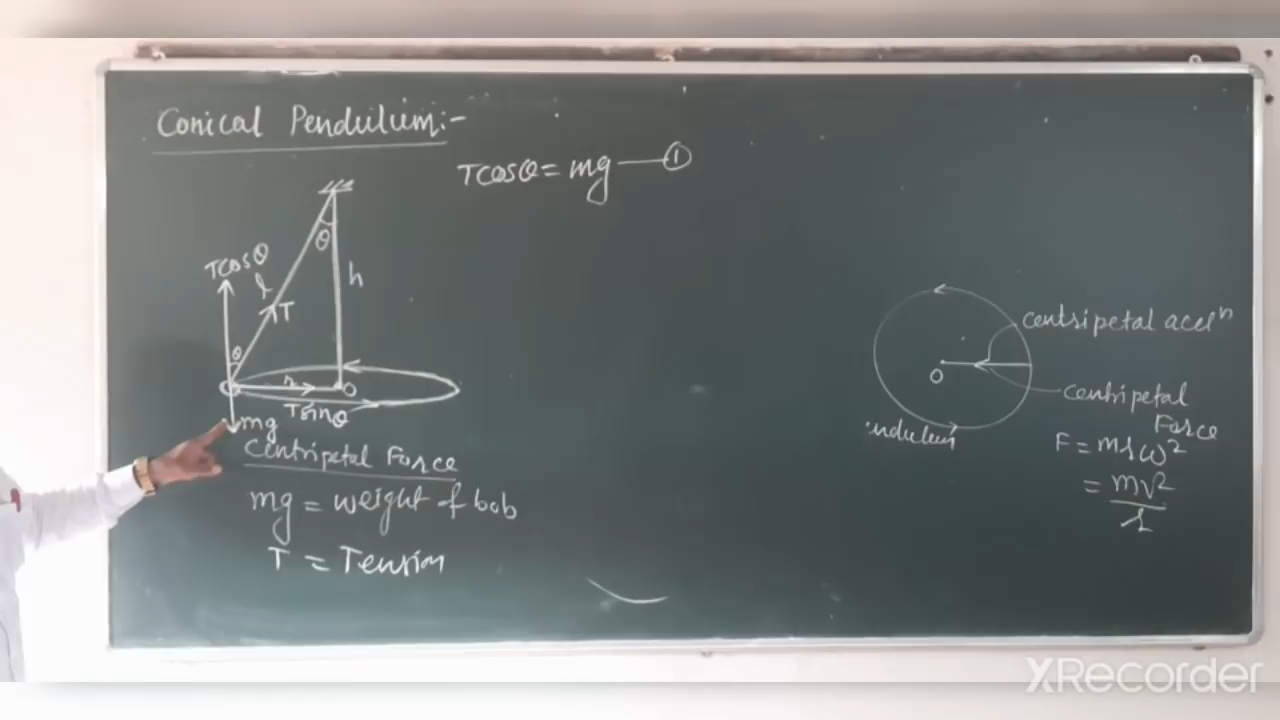 Conical Pendulum:-
Tcosθ = mg —— ①
θ
Tcosθ
l
h
T
θ
r
O
Tsinθ
mg
Centripetal Force
mg = weight of bob
T = Tension
centripetal accelⁿ
O
centripetal
Force
F = mrω²
= mv²
r
XRecorder